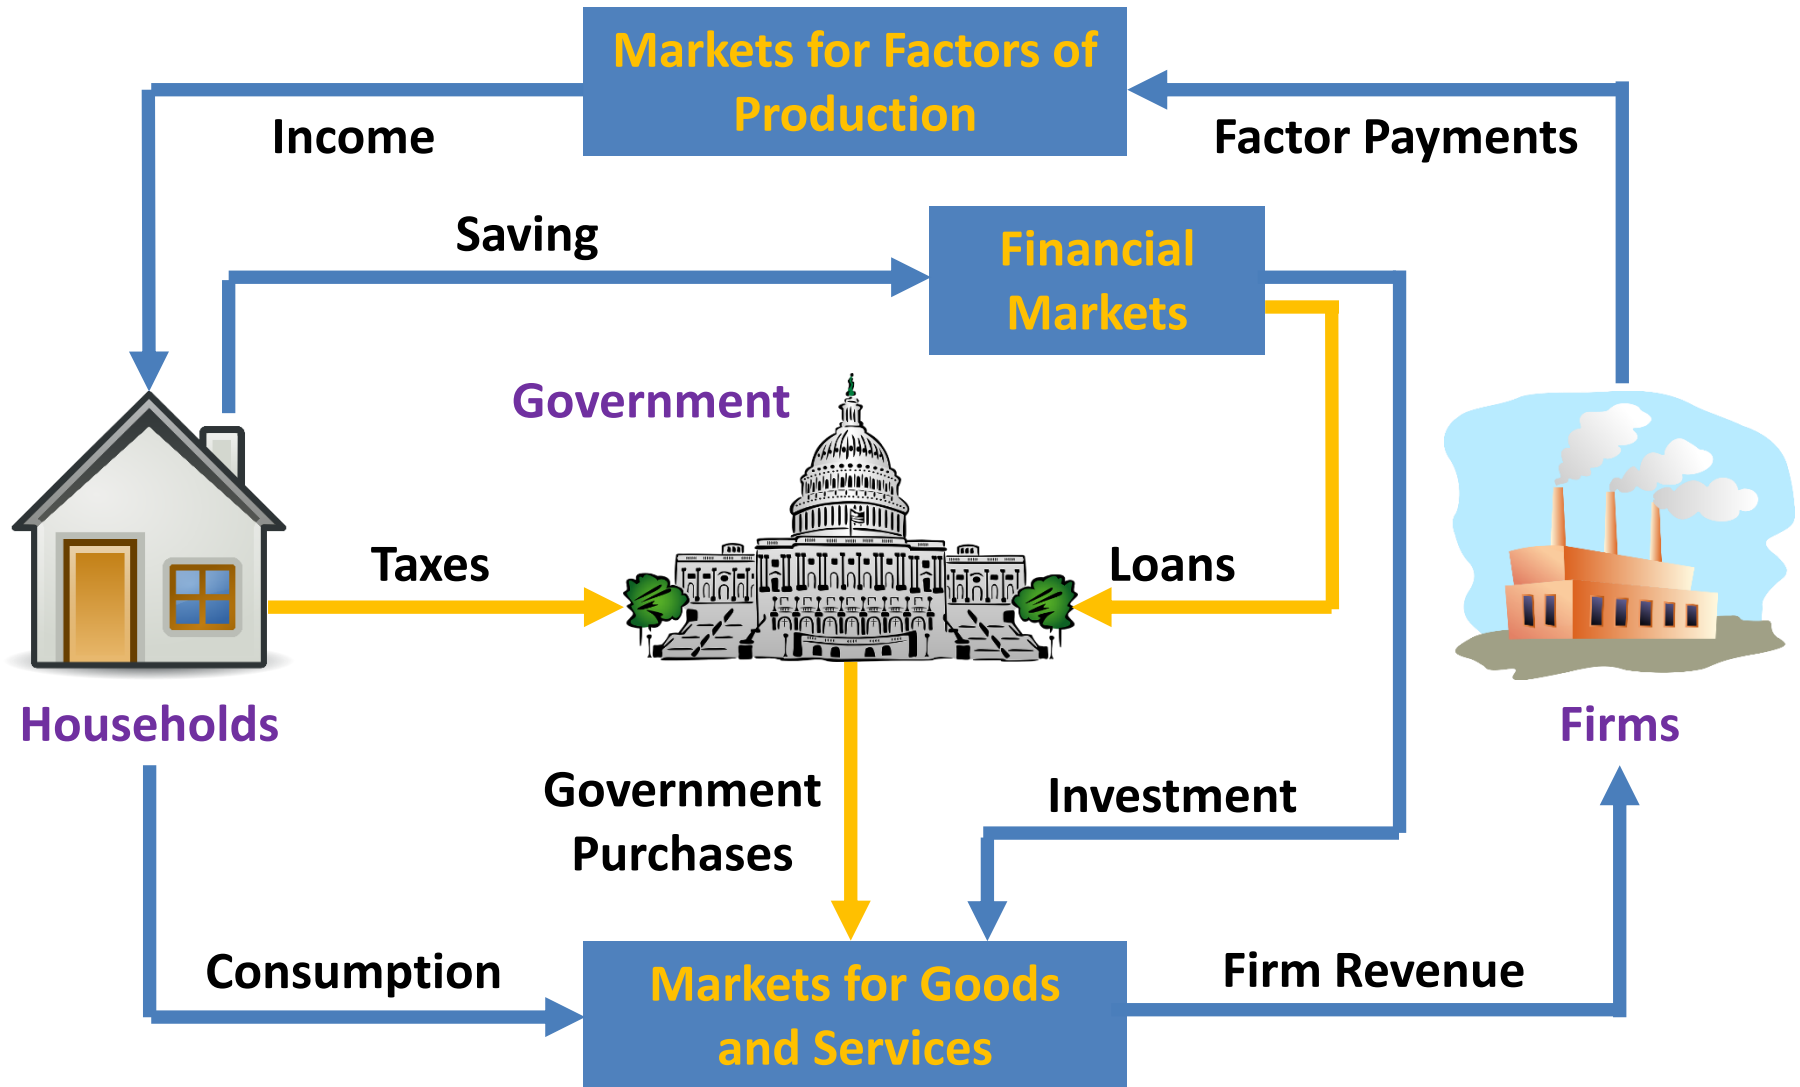 Markets for Factors of
Production
Income
Factor Payments
Saving
Financial
Markets
Government
Taxes
Loans
Households
Firms
Government
Purchases
Investment
Consumption
Markets for Goods
and Services
Firm Revenue